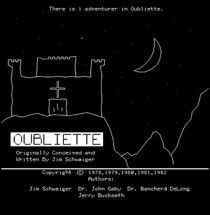 There is 1 adventurer in Oubliette.
OUBLIETTE
Originally Conceived and
Written By Jim Schwaiger
Copyright © 1978,1979,1980,1981,1982
Authors:
Jim Schwaiger Dr. John Gaby Dr. Bancherd DeLong
Jerry Bucksath